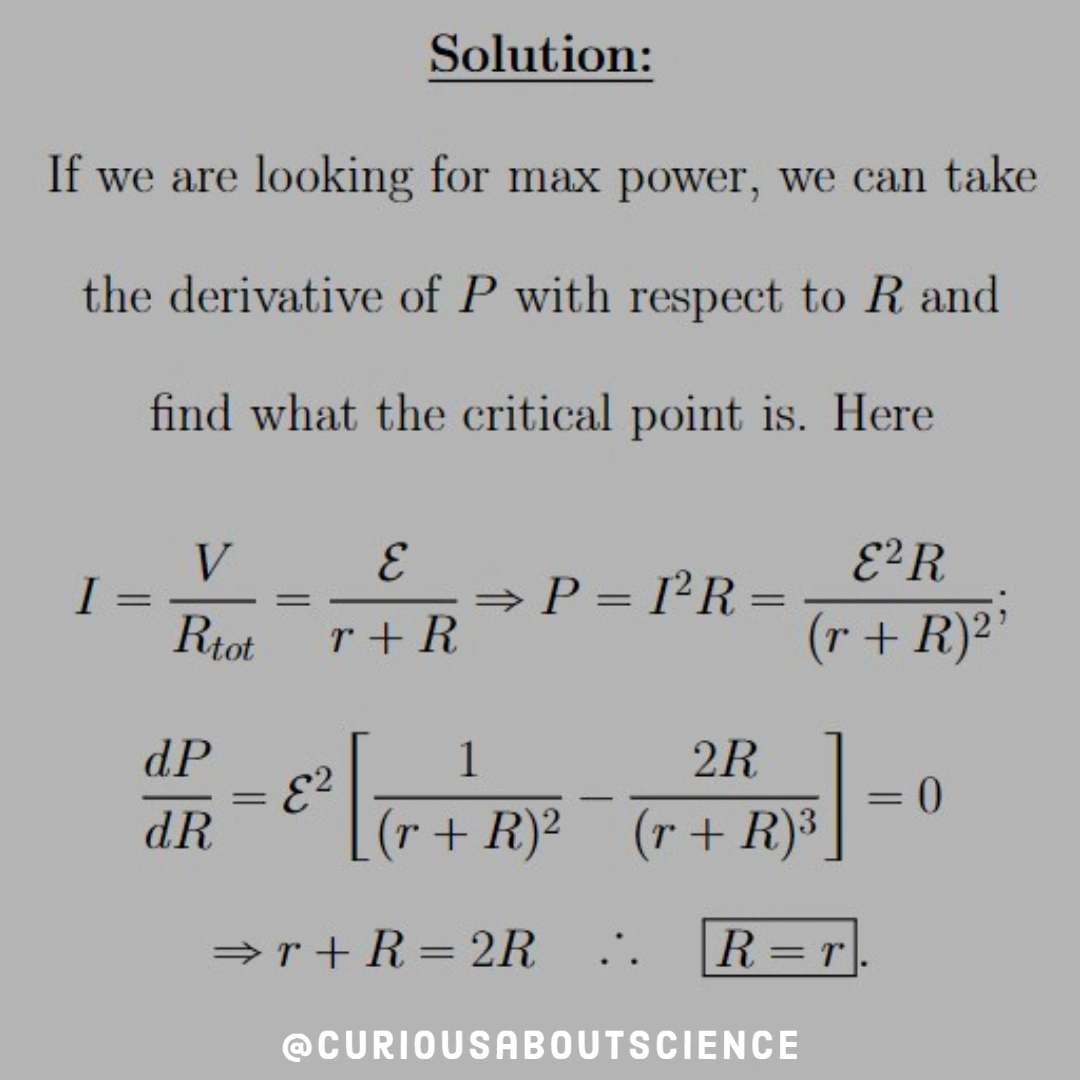 Solution:
If we are looking for max power, we can take
the derivative of P with respect to R and
find what the critical point is. Here
I = V/R_{tot} = ℰ/(r + R) ⇒ P = I²R = ℰ²R/(r + R)²;
dP/dR = ℰ² [1/(r + R)² − 2R/(r + R)³] = 0
⇒ r + R = 2R ∴ R = r.
@CURIOUSABOUTSCIENCE